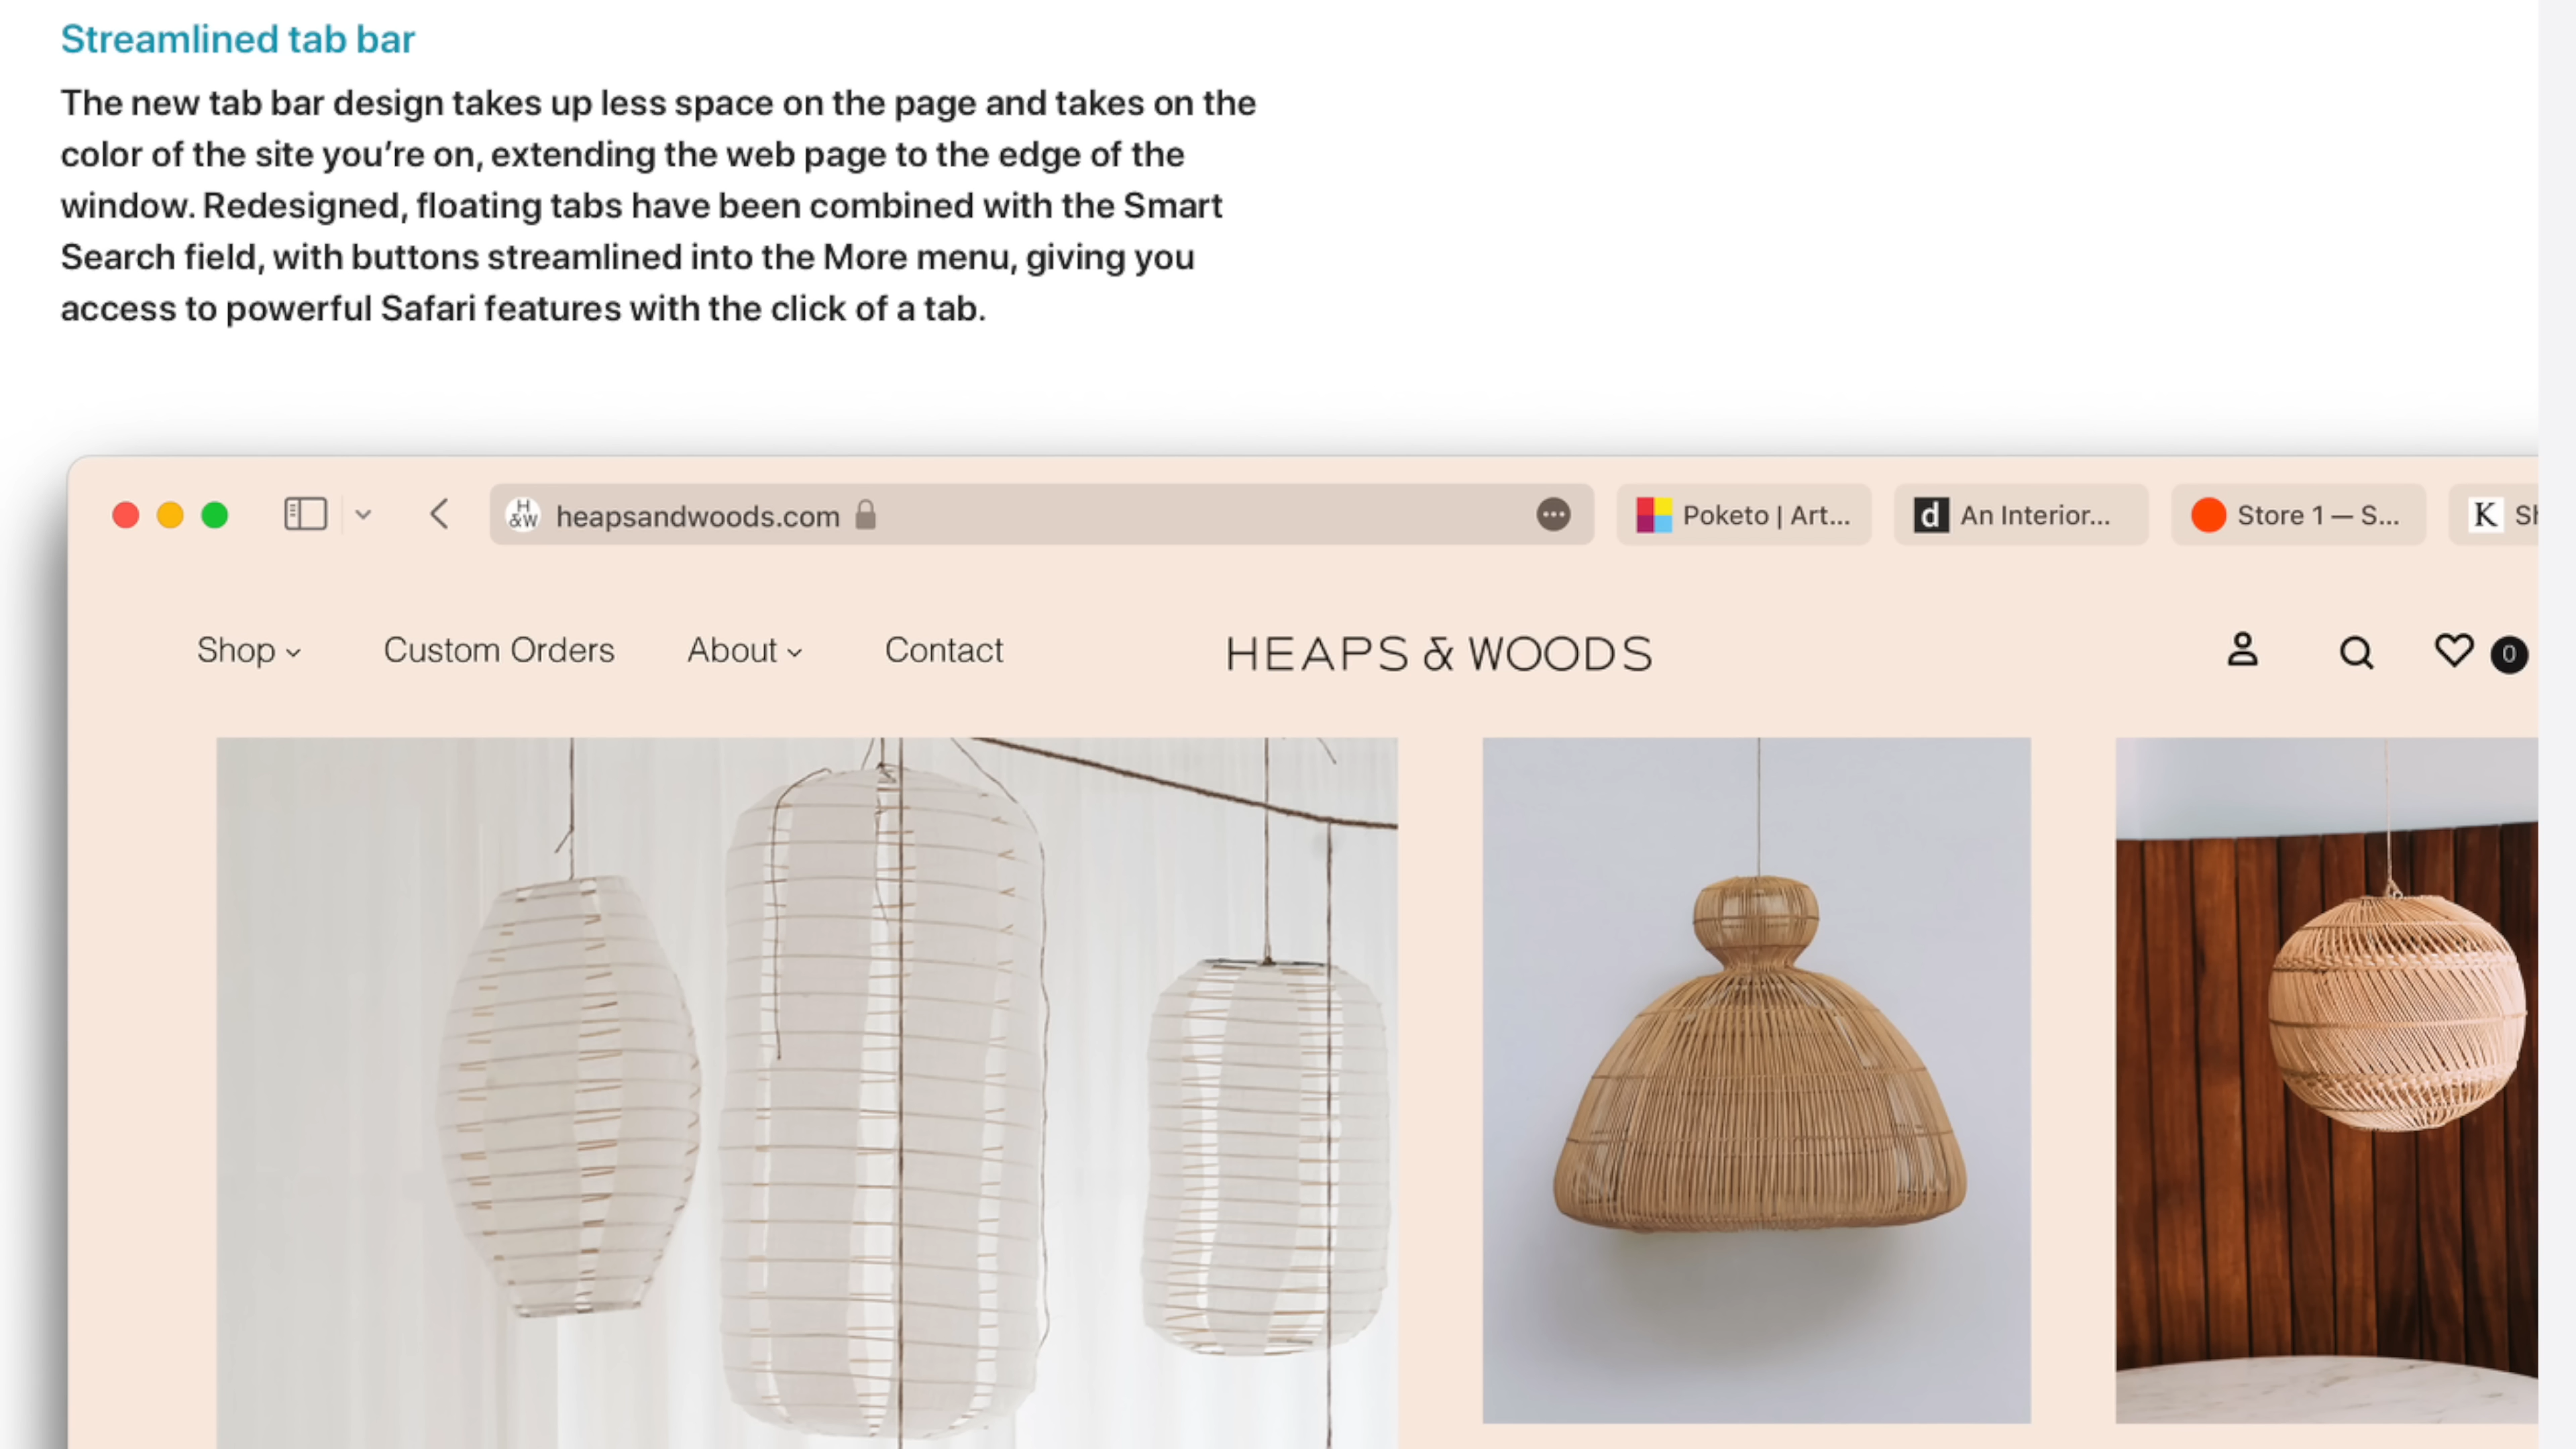 Streamlined tab bar
The new tab bar design takes up less space on the page and takes on the
color of the site you’re on, extending the web page to the edge of the
window. Redesigned, floating tabs have been combined with the Smart
Search field, with buttons streamlined into the More menu, giving you
access to powerful Safari features with the click of a tab.
H &W heapsandwoods.com Poketo | Art... d An Interior... Store 1 — S... K
Shop Custom Orders About Contact HEAPS & WOODS 0